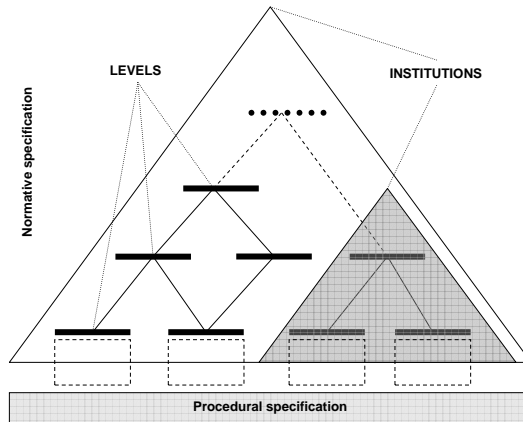 LEVELS
INSTITUTIONS
Normative specification
Procedural specification